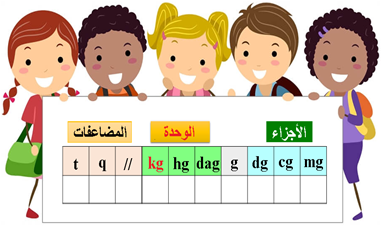 الأجزاء الوحدة المضاعفات
t q // kg hg dag g dg cg mg